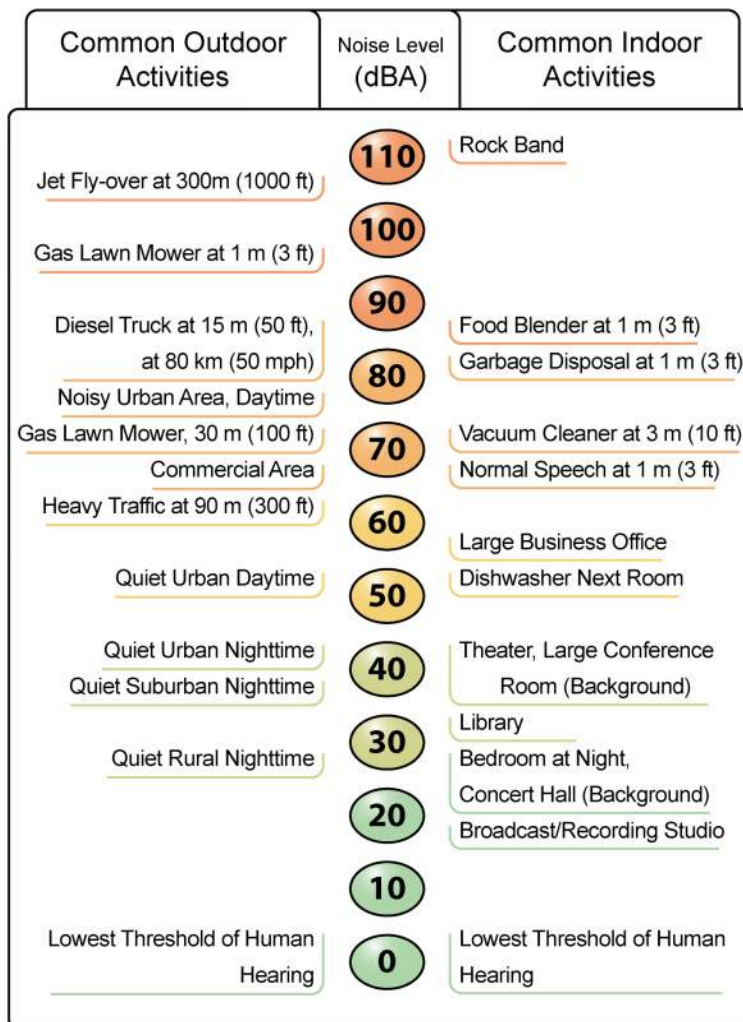 Common Outdoor
Activities
Noise Level
(dBA)
Common Indoor
Activities
110
Rock Band
Jet Fly-over at 300m (1000 ft)
100
Gas Lawn Mower at 1 m (3 ft)
90
Diesel Truck at 15 m (50 ft),
at 80 km (50 mph)
Food Blender at 1 m (3 ft)
80
Garbage Disposal at 1 m (3 ft)
Noisy Urban Area, Daytime
Gas Lawn Mower, 30 m (100 ft)
70
Vacuum Cleaner at 3 m (10 ft)
Commercial Area
Normal Speech at 1 m (3 ft)
Heavy Traffic at 90 m (300 ft)
60
Large Business Office
Quiet Urban Daytime
50
Dishwasher Next Room
Quiet Urban Nighttime
40
Theater, Large Conference
Room (Background)
Quiet Suburban Nighttime
30
Library
Quiet Rural Nighttime
Bedroom at Night,
Concert Hall (Background)
20
Broadcast/Recording Studio
10
Lowest Threshold of Human
Hearing
0
Lowest Threshold of Human
Hearing